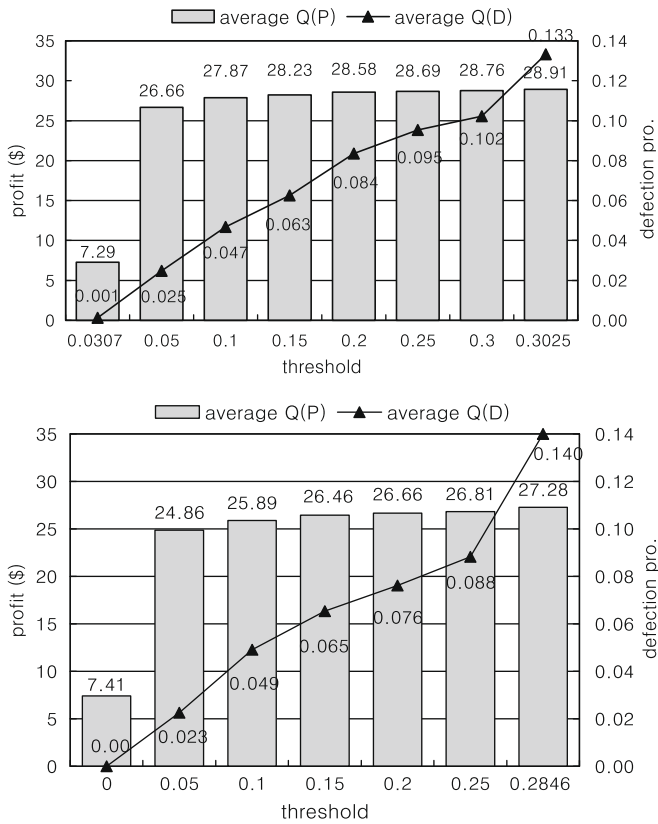 average Q(P) average Q(D)
35 0.14
30 0.12
25 0.10
20 0.08
15 0.06
10 0.04
5 0.02
0 0.00
profit ($)
defection pro.
7.29 26.66 27.87 28.23 28.58 28.69 28.76 28.91
0.001 0.025 0.047 0.063 0.084 0.095 0.102 0.133
0.0307 0.05 0.1 0.15 0.2 0.25 0.3 0.3025
threshold
average Q(P) average Q(D)
35 0.14
30 0.12
25 0.10
20 0.08
15 0.06
10 0.04
5 0.02
0 0.00
profit ($)
defection pro.
7.41 24.86 25.89 26.46 26.66 26.81 27.28
0.00 0.023 0.049 0.065 0.076 0.088 0.140
0 0.05 0.1 0.15 0.2 0.25 0.2846
threshold